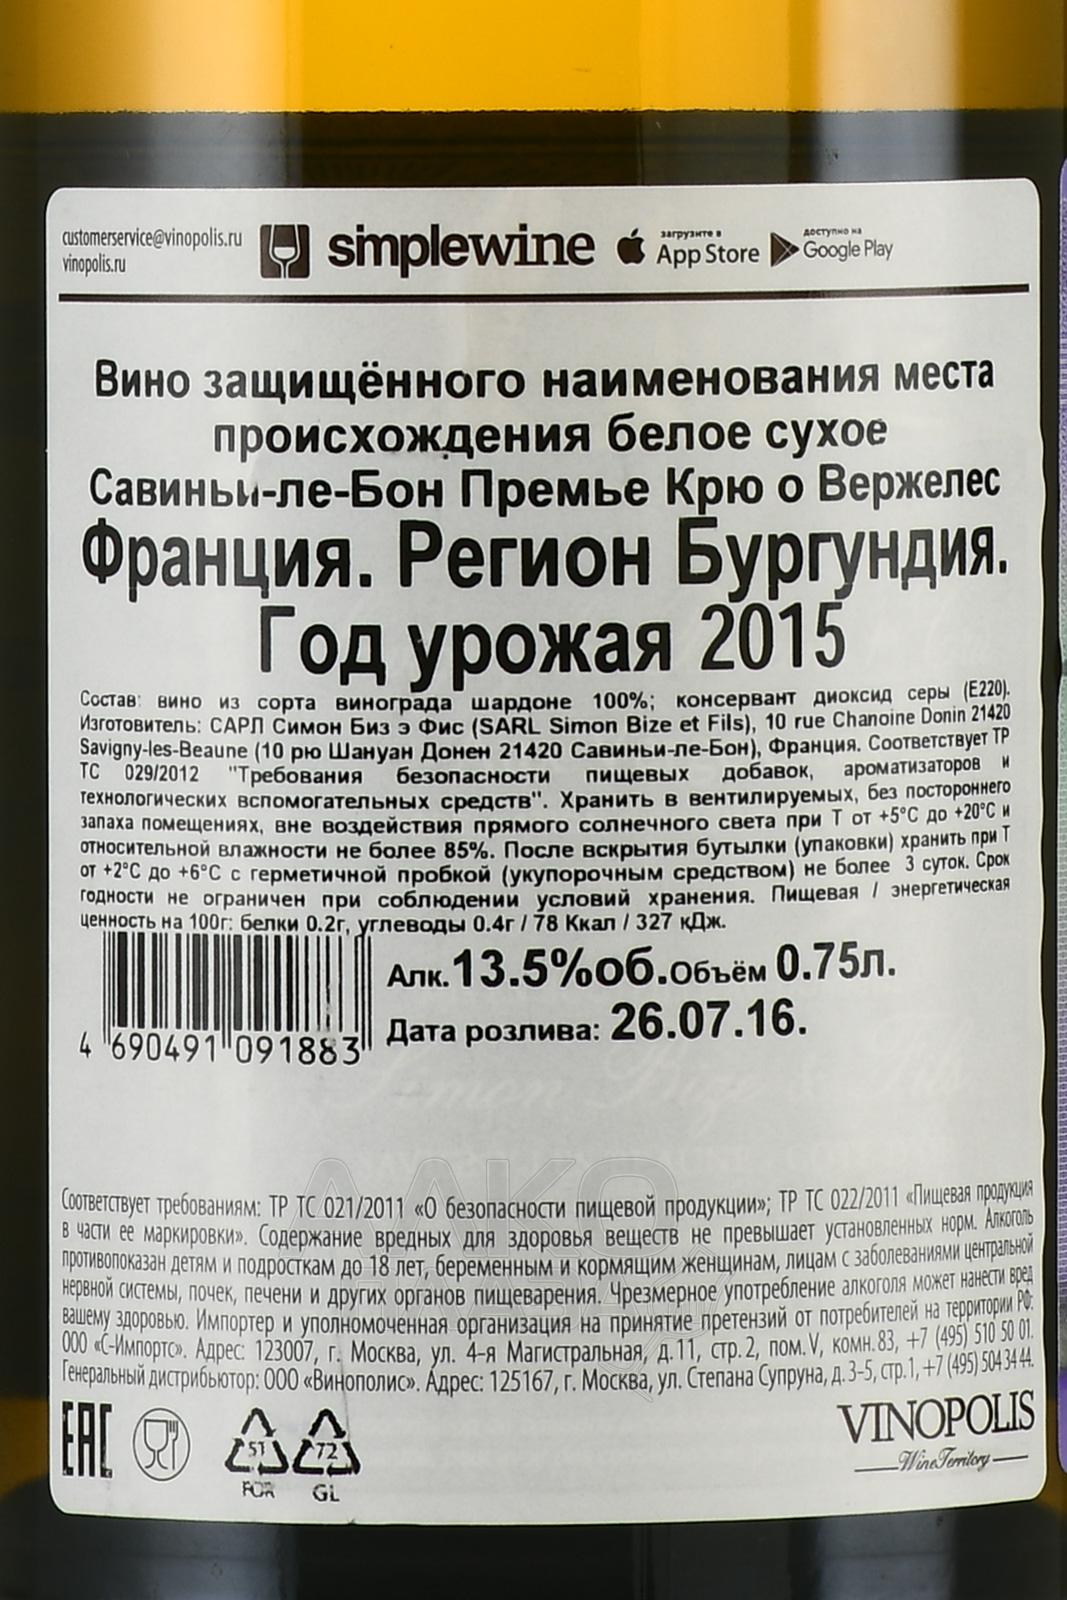 customerservice@vinopolis.ru
vinopolis.ru
simplewine
загрузите в
App Store
доступно на
Google Play
Вино защищённого наименования места
происхождения белое сухое
Савиньи-ле-Бон Премье Крю о Вержелес
Франция. Регион Бургундия.
Год урожая 2015
Состав: вино из сорта винограда шардоне 100%; консервант диоксид серы (E220).
Изготовитель: САРЛ Симон Биз э Фис (SARL Simon Bize et Fils), 10 rue Chanoine Donin 21420
Savigny-les-Beaune (10 рю Шануан Донен 21420 Савиньи-ле-Бон), Франция. Соответствует ТР
ТС 029/2012 "Требования безопасности пищевых добавок, ароматизаторов и
технологических вспомогательных средств". Хранить в вентилируемых, без постороннего
запаха помещениях, вне воздействия прямого солнечного света при Т от +5°С до +20°С и
относительной влажности не более 85%. После вскрытия бутылки (упаковки) хранить при Т
от +2°С до +6°С с герметичной пробкой (укупорочным средством) не более 3 суток. Срок
годности не ограничен при соблюдении условий хранения. Пищевая / энергетическая
ценность на 100г: белки 0.2г, углеводы 0.4г / 78 Ккал / 327 кДж.
Алк. 13.5%об. Объём 0.75л.
Дата розлива: 26.07.16.
4 690491 091883
Simon Bize & Fils
Соответствует требованиям: ТР ТС 021/2011 «О безопасности пищевой продукции»; ТР ТС 022/2011 «Пищевая продукция
в части ее маркировки». Содержание вредных для здоровья веществ не превышает установленных норм. Алкоголь
противопоказан детям и подросткам до 18 лет, беременным и кормящим женщинам, лицам с заболеваниями центральной
нервной системы, почек, печени и других органов пищеварения. Чрезмерное употребление алкоголя может нанести вред
вашему здоровью. Импортер и уполномоченная организация на принятие претензий от потребителей на территории РФ:
ООО «С-Импортс». Адрес: 123007, г. Москва, ул. 4-я Магистральная, д.11, стр.2, пом.V, комн.83, +7 (495) 510 50 01.
Генеральный дистрибьютор: ООО «Винополис». Адрес: 125167, г. Москва, ул. Степана Супруна, д.3-5, стр.1, +7 (495) 504 34 44.
EAC
51
FOR
72
GL
VINOPOLIS
Wine Territory